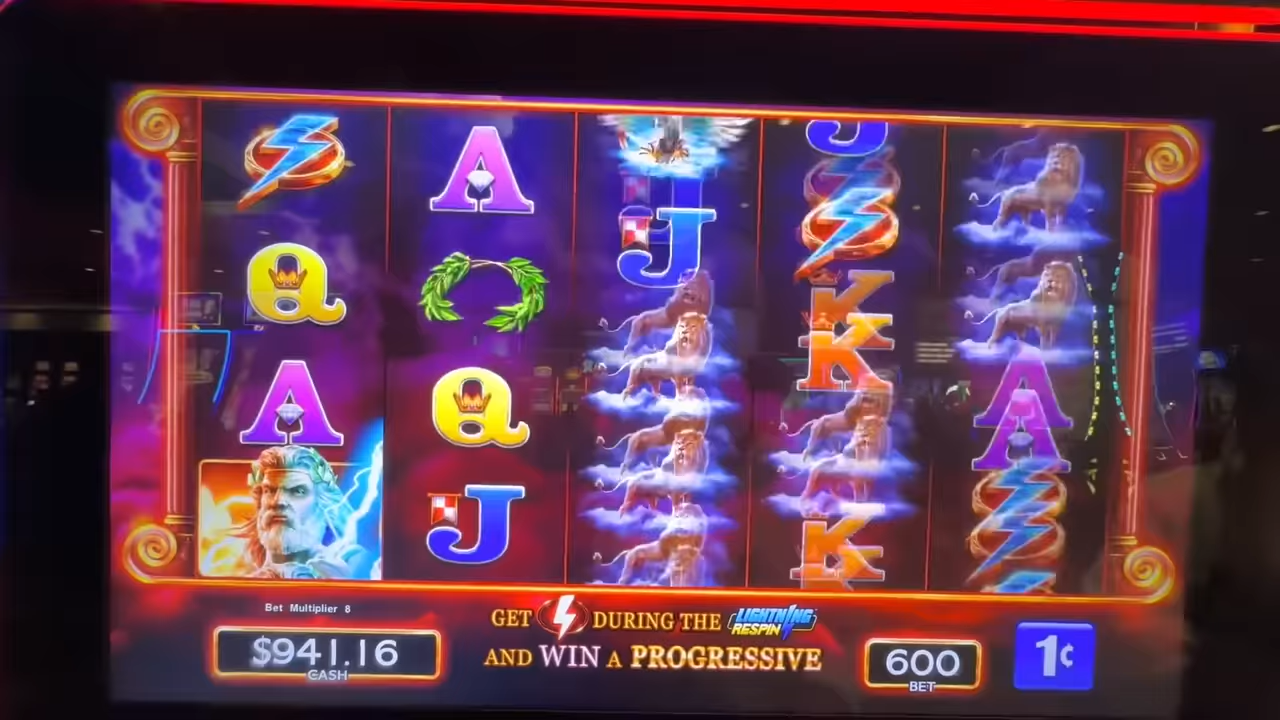 A
J
J
Q
K
K
A
Q
A
A
J
K
Bet Multiplier 8
$941.16
CASH
GET DURING THE LIGHTNING RESPIN
AND WIN A PROGRESSIVE
600
BET
1¢